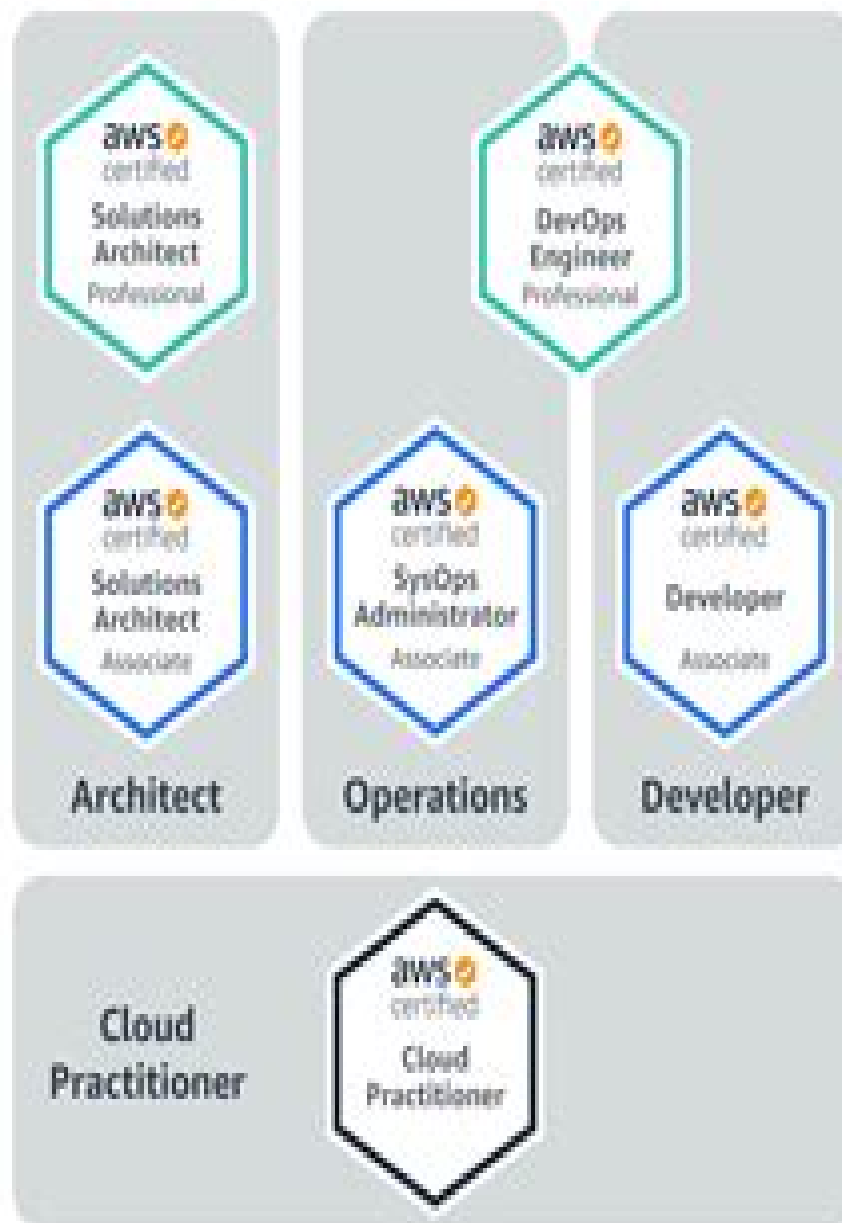 aws
certified
Solutions
Architect
Professional
aws
certified
DevOps
Engineer
Professional
aws
certified
Solutions
Architect
Associate
aws
certified
SysOps
Administrator
Associate
aws
certified
Developer
Associate
Architect
Operations
Developer
Cloud
Practitioner
aws
certified
Cloud
Practitioner